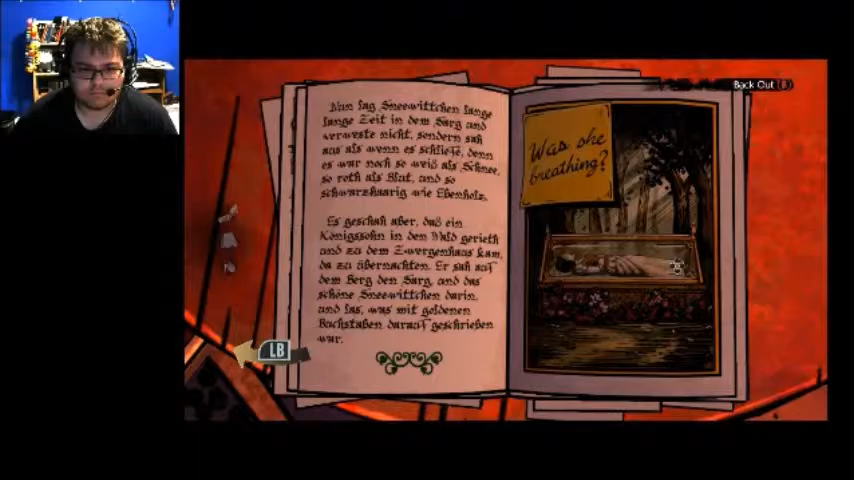 Back Out
Nun lag Sneewittchen lange
lange Zeit in dem Sarg und
verweste nicht, sondern sah
aus als wenn es schliefe, denn
es war noch so weiß als Schnee,
so roth als Blut, und so
schwarzhaarig wie Ebenholz.
Es geschah aber, daß ein
Königssohn in den Wald gerieth
und zu dem Zwergenhaus kam,
da zu übernachten. Er sah auf
dem Berg den Sarg, und das
schöne Sneewittchen darin,
und las, was mit goldenen
Buchstaben darauf geschrieben
war.
LB
Was she
breathing?